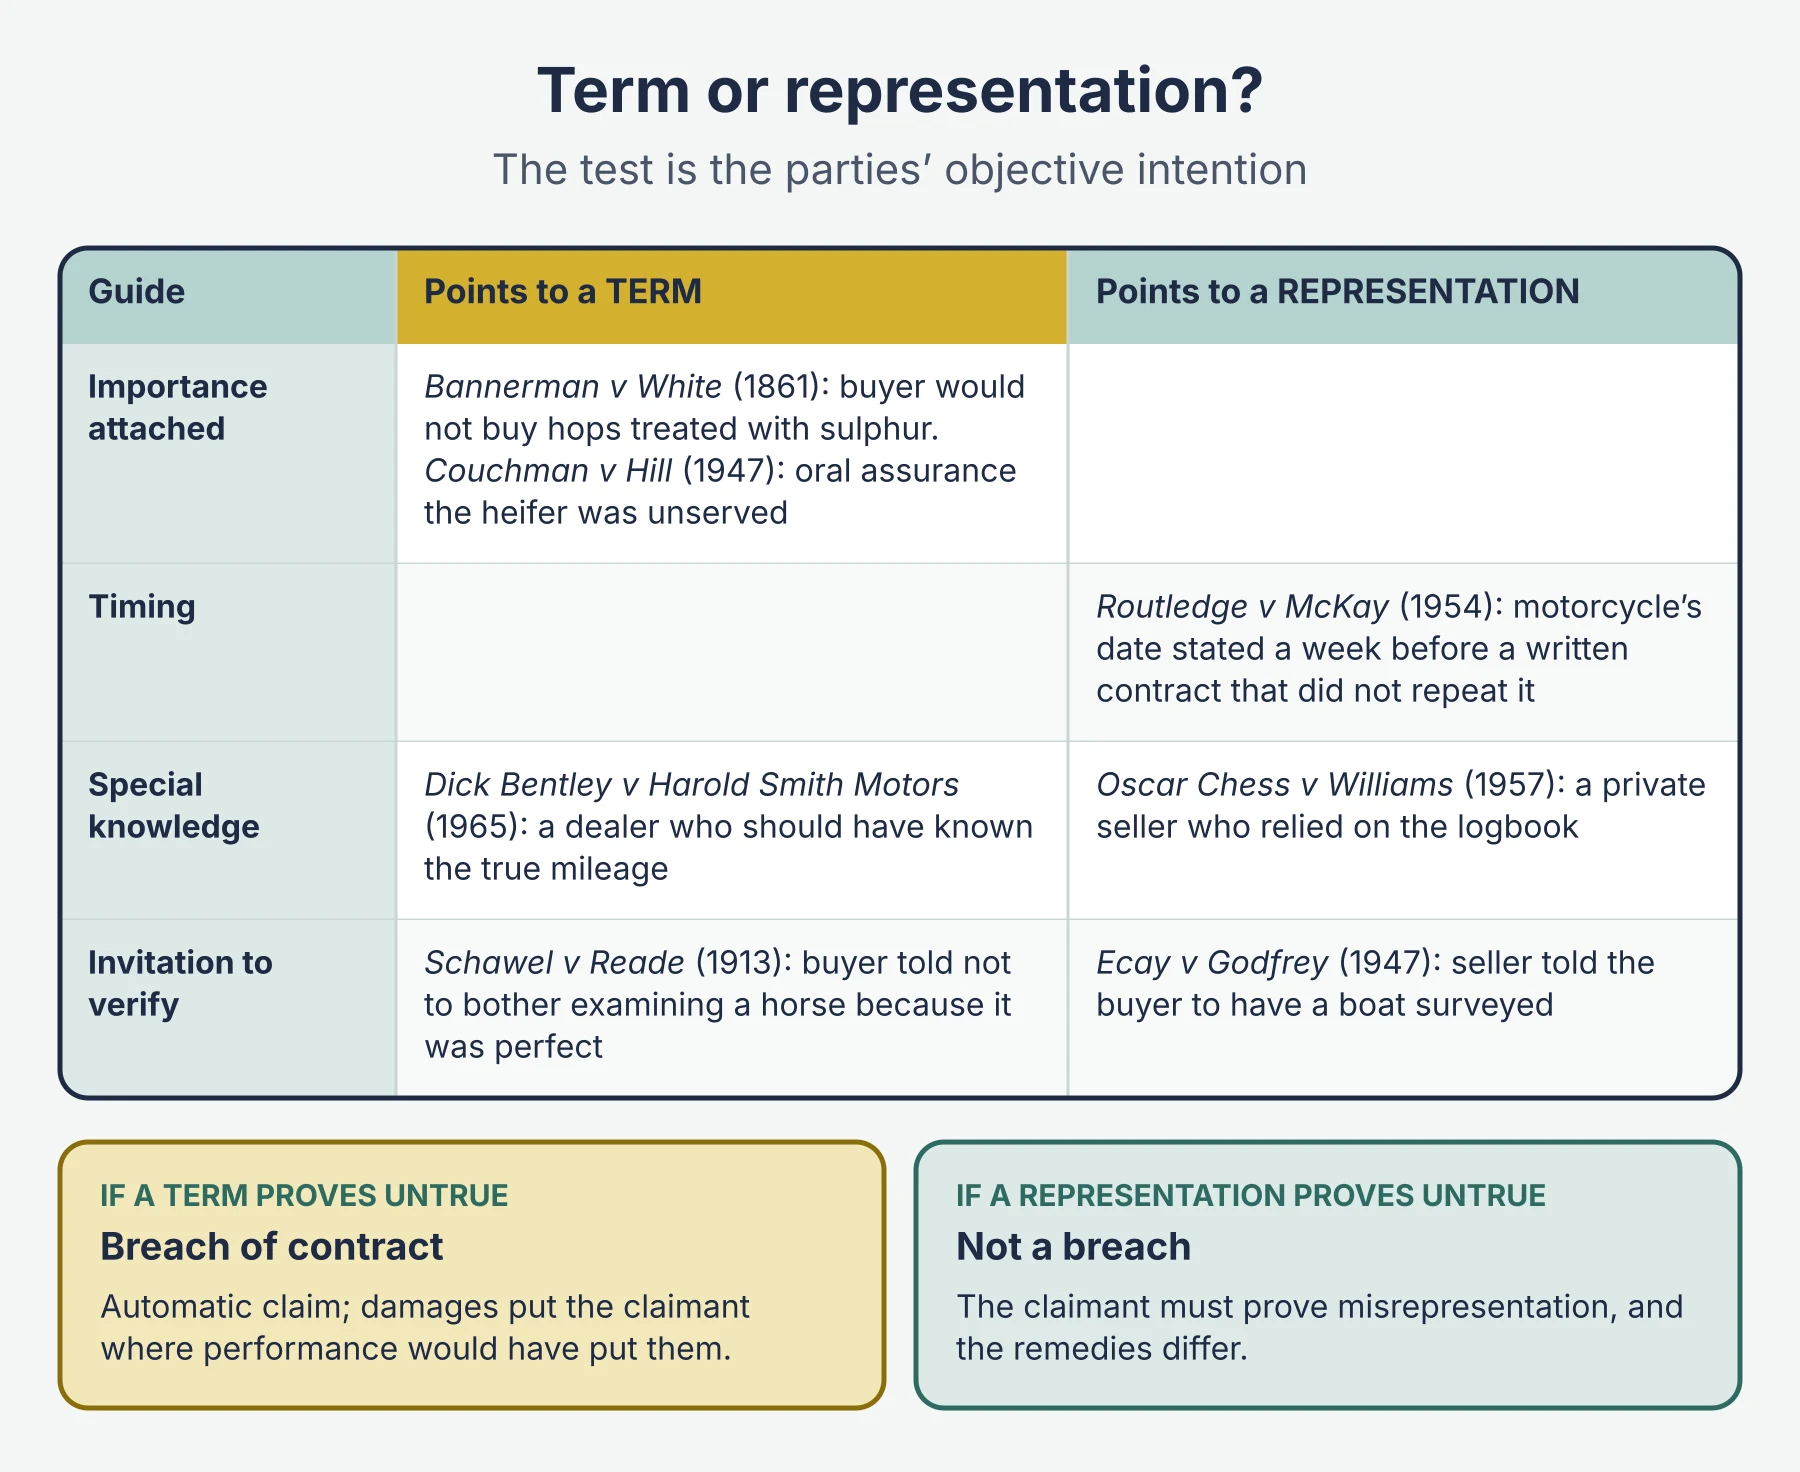 Term or representation?
The test is the parties’ objective intention
Guide
Points to a TERM
Points to a REPRESENTATION
Importance
attached
Bannerman v White (1861): buyer would
not buy hops treated with sulphur.
Couchman v Hill (1947): oral assurance
the heifer was unserved
Timing
Routledge v McKay (1954): motorcycle’s
date stated a week before a written
contract that did not repeat it
Special
knowledge
Dick Bentley v Harold Smith Motors
(1965): a dealer who should have known
the true mileage
Oscar Chess v Williams (1957): a private
seller who relied on the logbook
Invitation to
verify
Schawel v Reade (1913): buyer told not
to bother examining a horse because it
was perfect
Ecay v Godfrey (1947): seller told the
buyer to have a boat surveyed
IF A TERM PROVES UNTRUE
Breach of contract
Automatic claim; damages put the claimant
where performance would have put them.
IF A REPRESENTATION PROVES UNTRUE
Not a breach
The claimant must prove misrepresentation, and
the remedies differ.